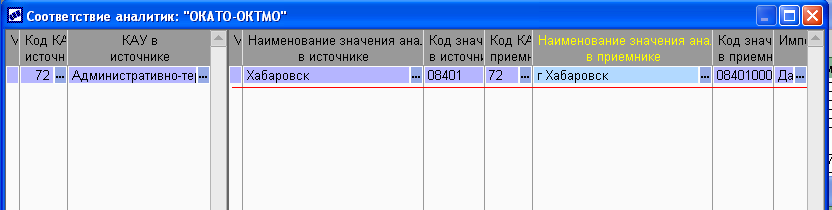 Соответствие аналитик: "ОКАТО-ОКТМО"
V Код КА КАУ в V Наименование значения ана. Код знач Код КА Наименование значения ана. Код знач Импо
источн источнике в источнике в источн приемн в приемнике в приемн
72 ... Административно-тер ... Хабаровск ... 08401 72 ... г Хабаровск ... 08401000 Да ...